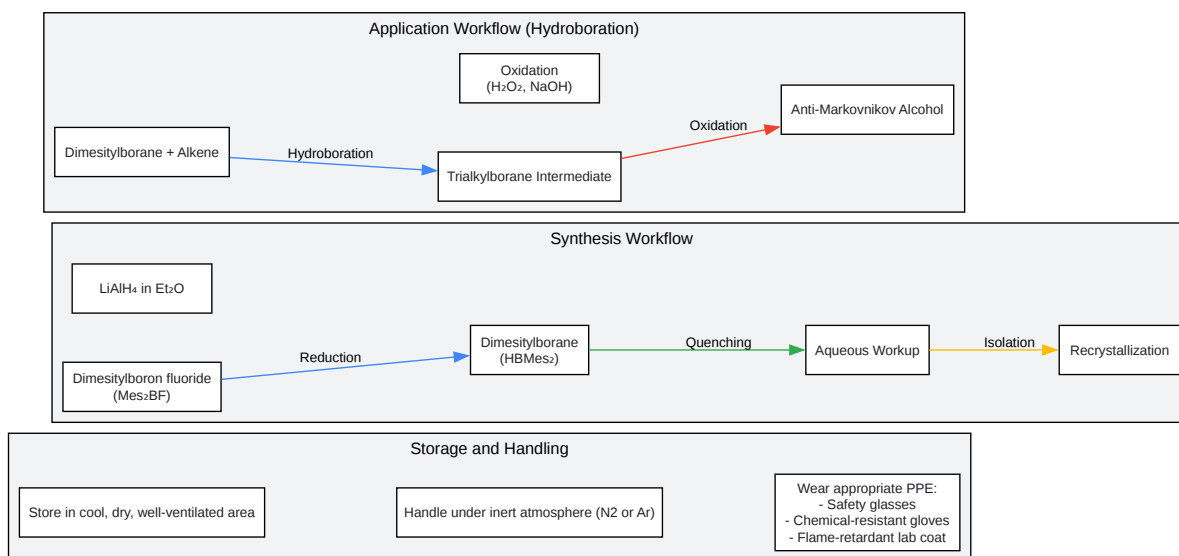 Application Workflow (Hydroboration)
Oxidation
(H₂O₂, NaOH)
Anti-Markovnikov Alcohol
Oxidation
Dimesitylborane + Alkene
Hydroboration
Trialkylborane Intermediate
Synthesis Workflow
LiAlH₄ in Et₂O
Dimesitylborane
(HBMes₂)
Quenching
Aqueous Workup
Isolation
Recrystallization
Reduction
Dimesitylboron fluoride
(Mes₂BF)
Storage and Handling
Store in cool, dry, well-ventilated area
Handle under inert atmosphere (N2 or Ar)
Wear appropriate PPE:
- Safety glasses
- Chemical-resistant gloves
- Flame-retardant lab coat